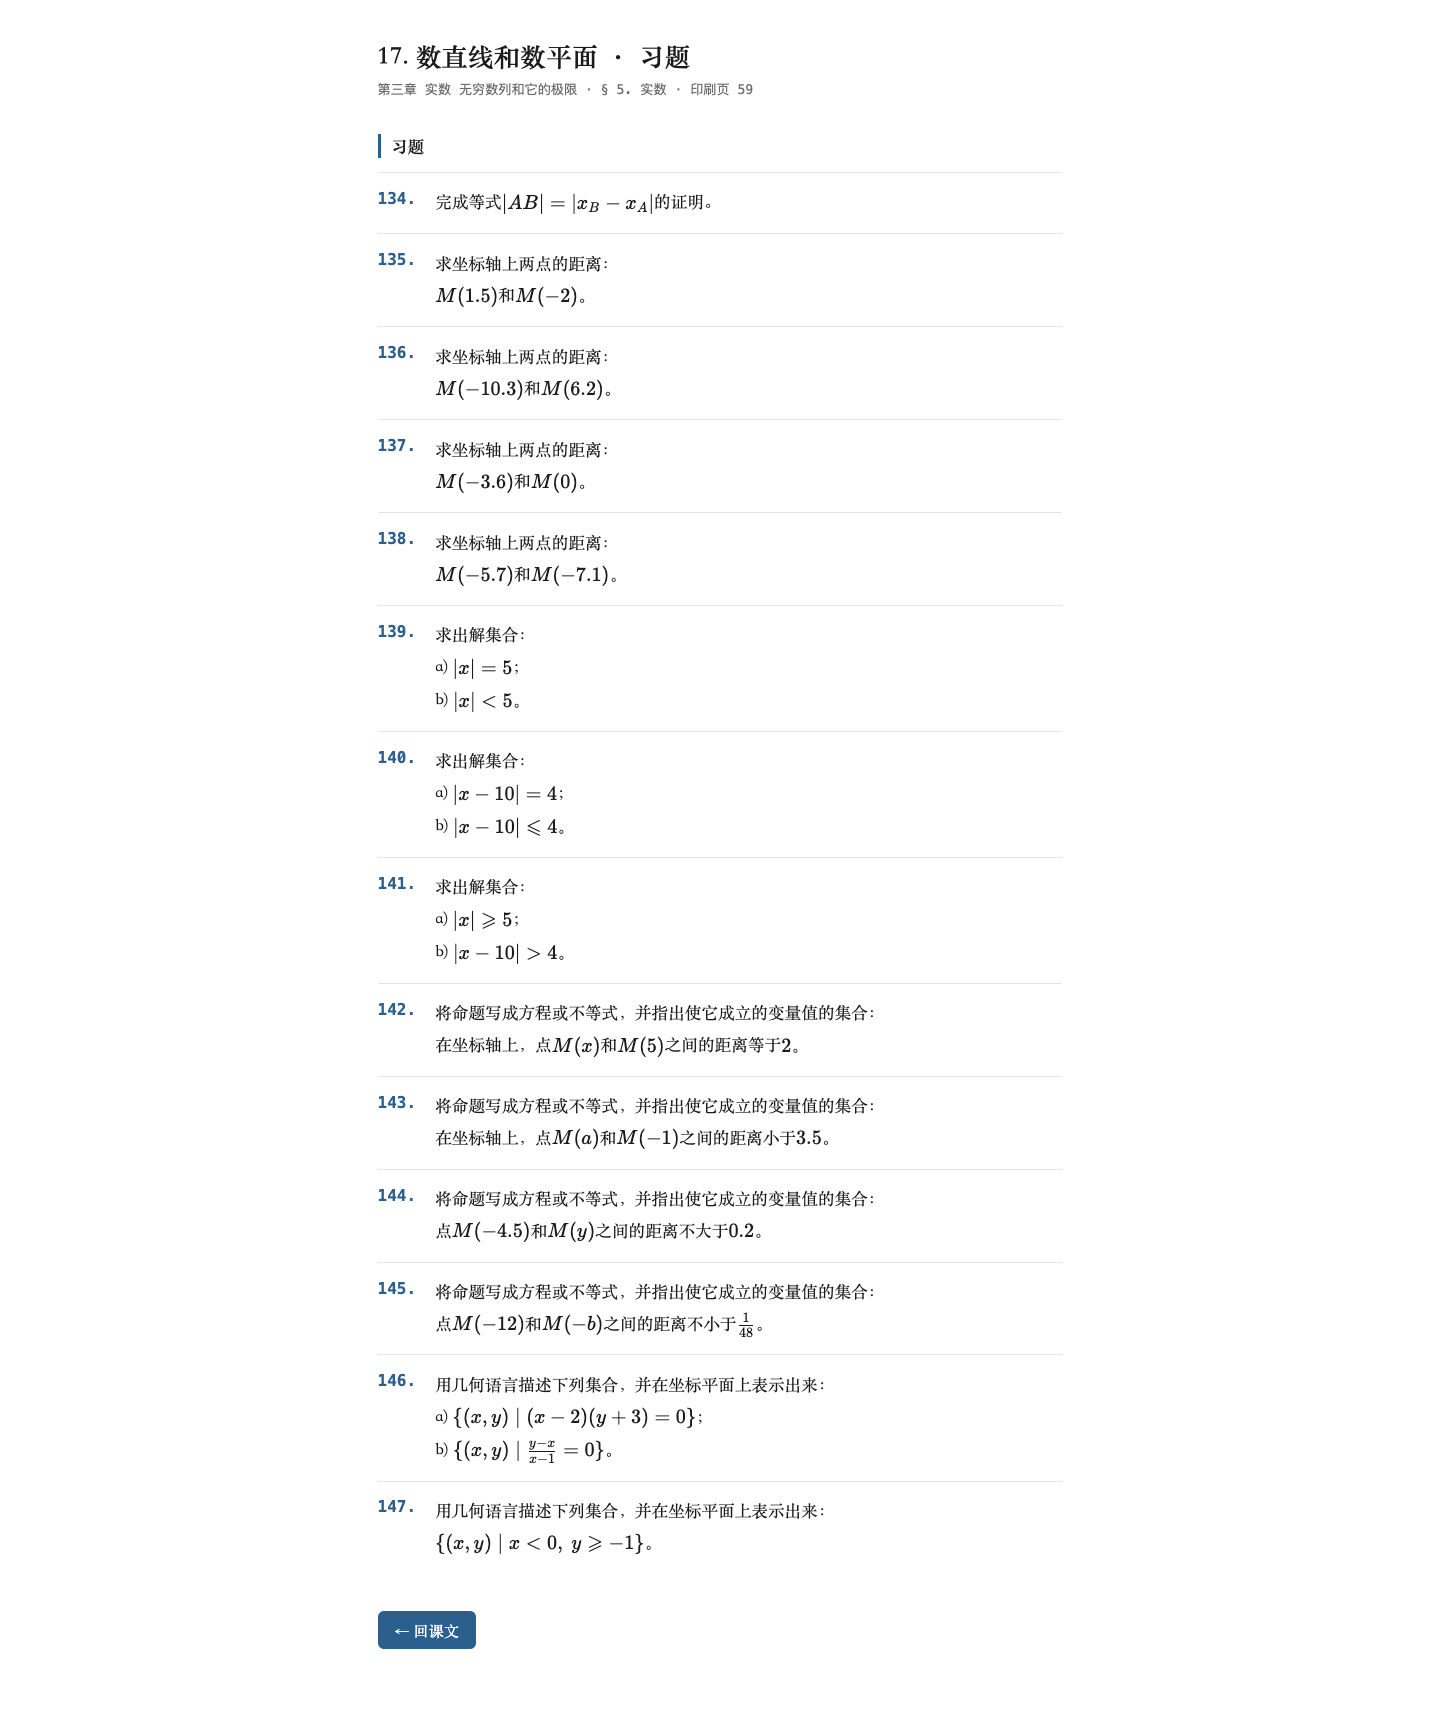 17. 数直线和数平面 · 习题
第三章 实数 无穷数列和它的极限 · § 5. 实数 · 印刷页 59
习题
134. 完成等式|AB| = |x_B − x_A|的证明。
135. 求坐标轴上两点的距离：
M(1.5)和M(−2)。
136. 求坐标轴上两点的距离：
M(−10.3)和M(6.2)。
137. 求坐标轴上两点的距离：
M(−3.6)和M(0)。
138. 求坐标轴上两点的距离：
M(−5.7)和M(−7.1)。
139. 求出解集合：
a) |x| = 5；
b) |x| < 5。
140. 求出解集合：
a) |x − 10| = 4；
b) |x − 10| ⩽ 4。
141. 求出解集合：
a) |x| ⩾ 5；
b) |x − 10| > 4。
142. 将命题写成方程或不等式，并指出使它成立的变量值的集合：
在坐标轴上，点M(x)和M(5)之间的距离等于2。
143. 将命题写成方程或不等式，并指出使它成立的变量值的集合：
在坐标轴上，点M(a)和M(−1)之间的距离小于3.5。
144. 将命题写成方程或不等式，并指出使它成立的变量值的集合：
点M(−4.5)和M(y)之间的距离不大于0.2。
145. 将命题写成方程或不等式，并指出使它成立的变量值的集合：
点M(−12)和M(−b)之间的距离不小于1/48。
146. 用几何语言描述下列集合，并在坐标平面上表示出来：
a) {(x, y) | (x − 2)(y + 3) = 0}；
b) {(x, y) | (y−x)/(x−1) = 0}。
147. 用几何语言描述下列集合，并在坐标平面上表示出来：
{(x, y) | x < 0, y ⩾ −1}。
← 回课文